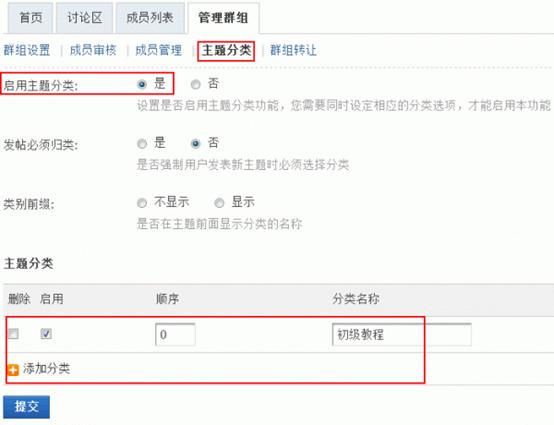 首页 讨论区 成员列表 管理群组
群组设置 | 成员审核 | 成员管理 | 主题分类 | 群组转让
启用主题分类: 是 否
设置是否启用主题分类功能，您需要同时设定相应的分类选项，才能启用本功能
发帖必须归类: 是 否
是否强制用户发表新主题时必须选择分类
类别前缀: 不显示 显示
是否在主题前面显示分类的名称
主题分类
删除 启用 顺序 分类名称
0 初级教程
添加分类
提交